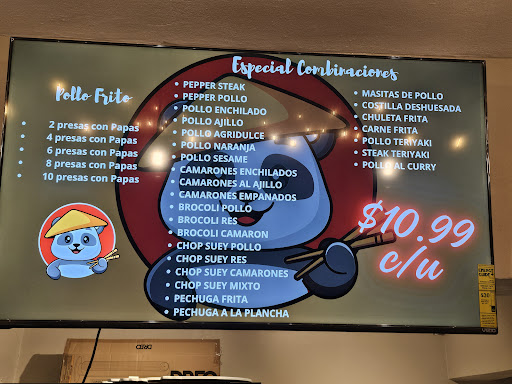 Especial Combinaciones
Pollo Frito
• 2 presas con Papas
• 4 presas con Papas
• 6 presas con Papas
• 8 presas con Papas
• 10 presas con Papas
• PEPPER STEAK
• PEPPER POLLO
• POLLO ENCHILADO
• POLLO AJILLO
• POLLO AGRIDULCE
• POLLO NARANJA
• POLLO SESAME
• CAMARONES ENCHILADOS
• CAMARONES AL AJILLO
• CAMARONES EMPANADOS
• BROCOLI POLLO
• BROCOLI RES
• BROCOLI CAMARON
• CHOP SUEY POLLO
• CHOP SUEY RES
• CHOP SUEY CAMARONES
• CHOP SUEY MIXTO
• PECHUGA FRITA
• PECHUGA A LA PLANCHA
• MASITAS DE POLLO
• COSTILLA DESHUESADA
• CHULETA FRITA
• CARNE FRITA
• POLLO TERIYAKI
• STEAK TERIYAKI
• POLLO AL CURRY
$10.99
c/u
VIZIO